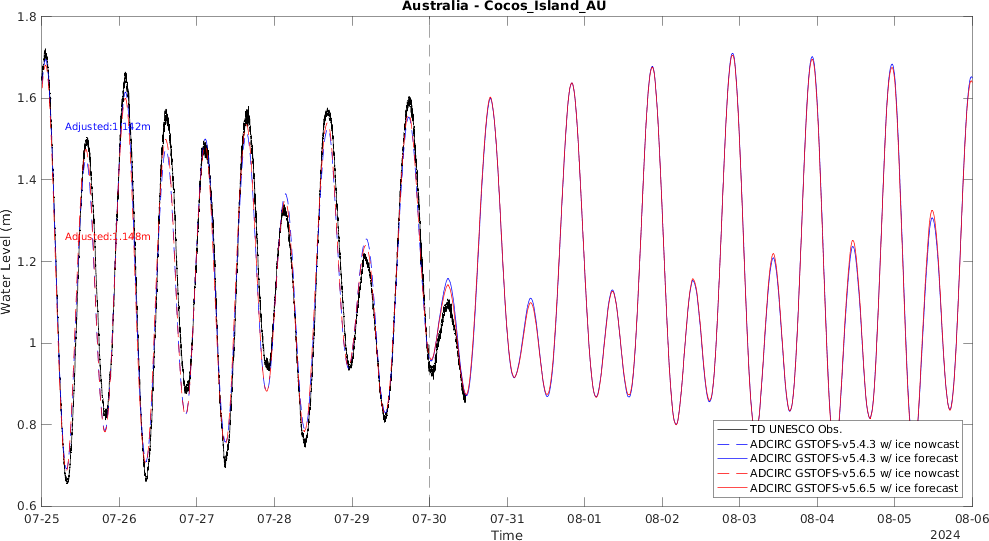 Australia - Cocos_Island_AU
1.8
1.6
1.4
1.2
1
0.8
0.6
Water Level (m)
Adjusted:1.142m
Adjusted:1.148m
TD UNESCO Obs.
ADCIRC GSTOFS-v5.4.3 w/ ice nowcast
ADCIRC GSTOFS-v5.4.3 w/ ice forecast
ADCIRC GSTOFS-v5.6.5 w/ ice nowcast
ADCIRC GSTOFS-v5.6.5 w/ ice forecast
07-25 07-26 07-27 07-28 07-29 07-30 07-31 08-01 08-02 08-03 08-04 08-05 08-06
Time
2024